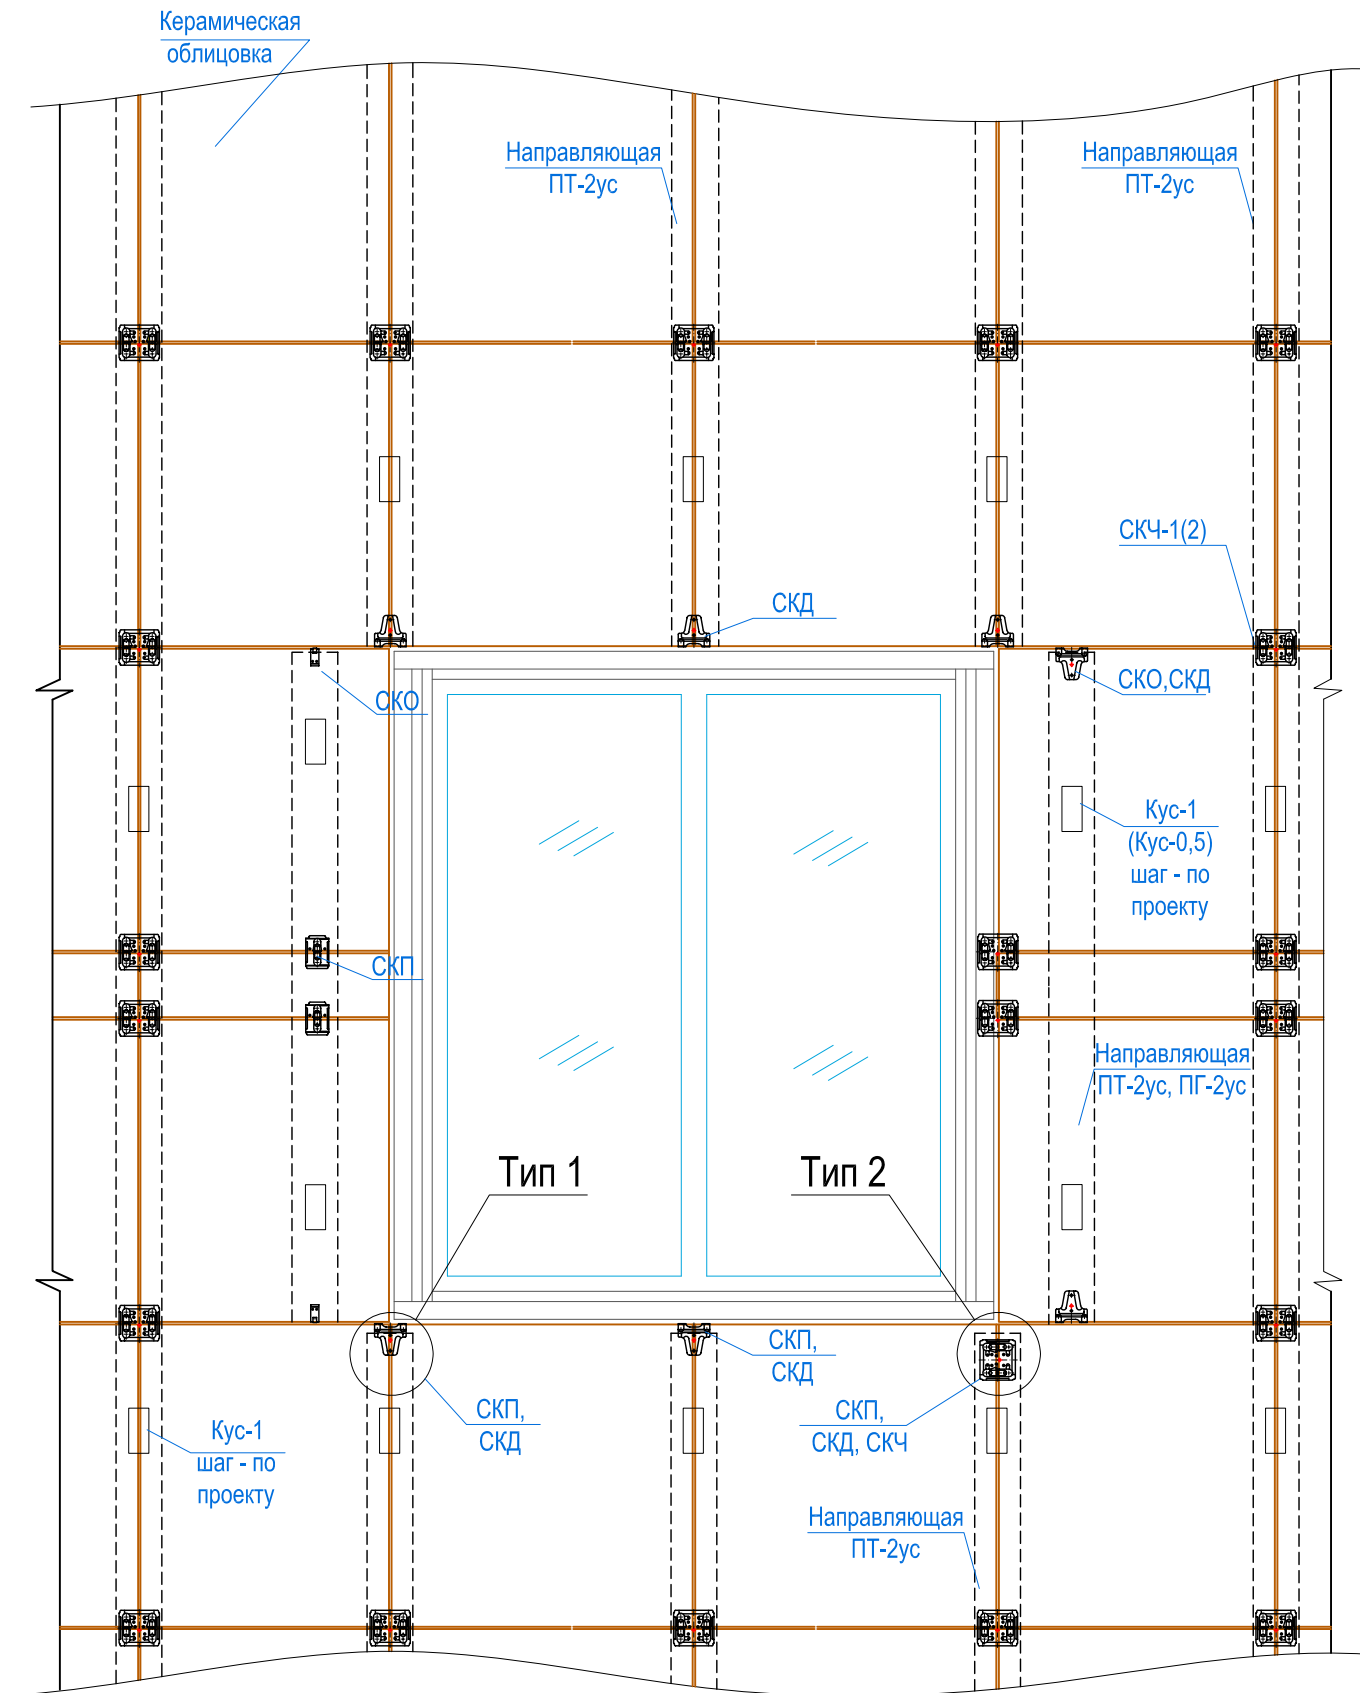 Керамическая
облицовка
Направляющая
ПТ-2ус
Направляющая
ПТ-2ус
СКЧ-1(2)
СКД
СКО
СКО,СКД
Кус-1
(Кус-0,5)
шаг - по
проекту
СКП
Направляющая
ПТ-2ус, ПГ-2ус
Тип 1
Тип 2
СКП,
СКД
СКП,
СКД
СКП,
СКД, СКЧ
Кус-1
шаг - по
проекту
Направляющая
ПТ-2ус